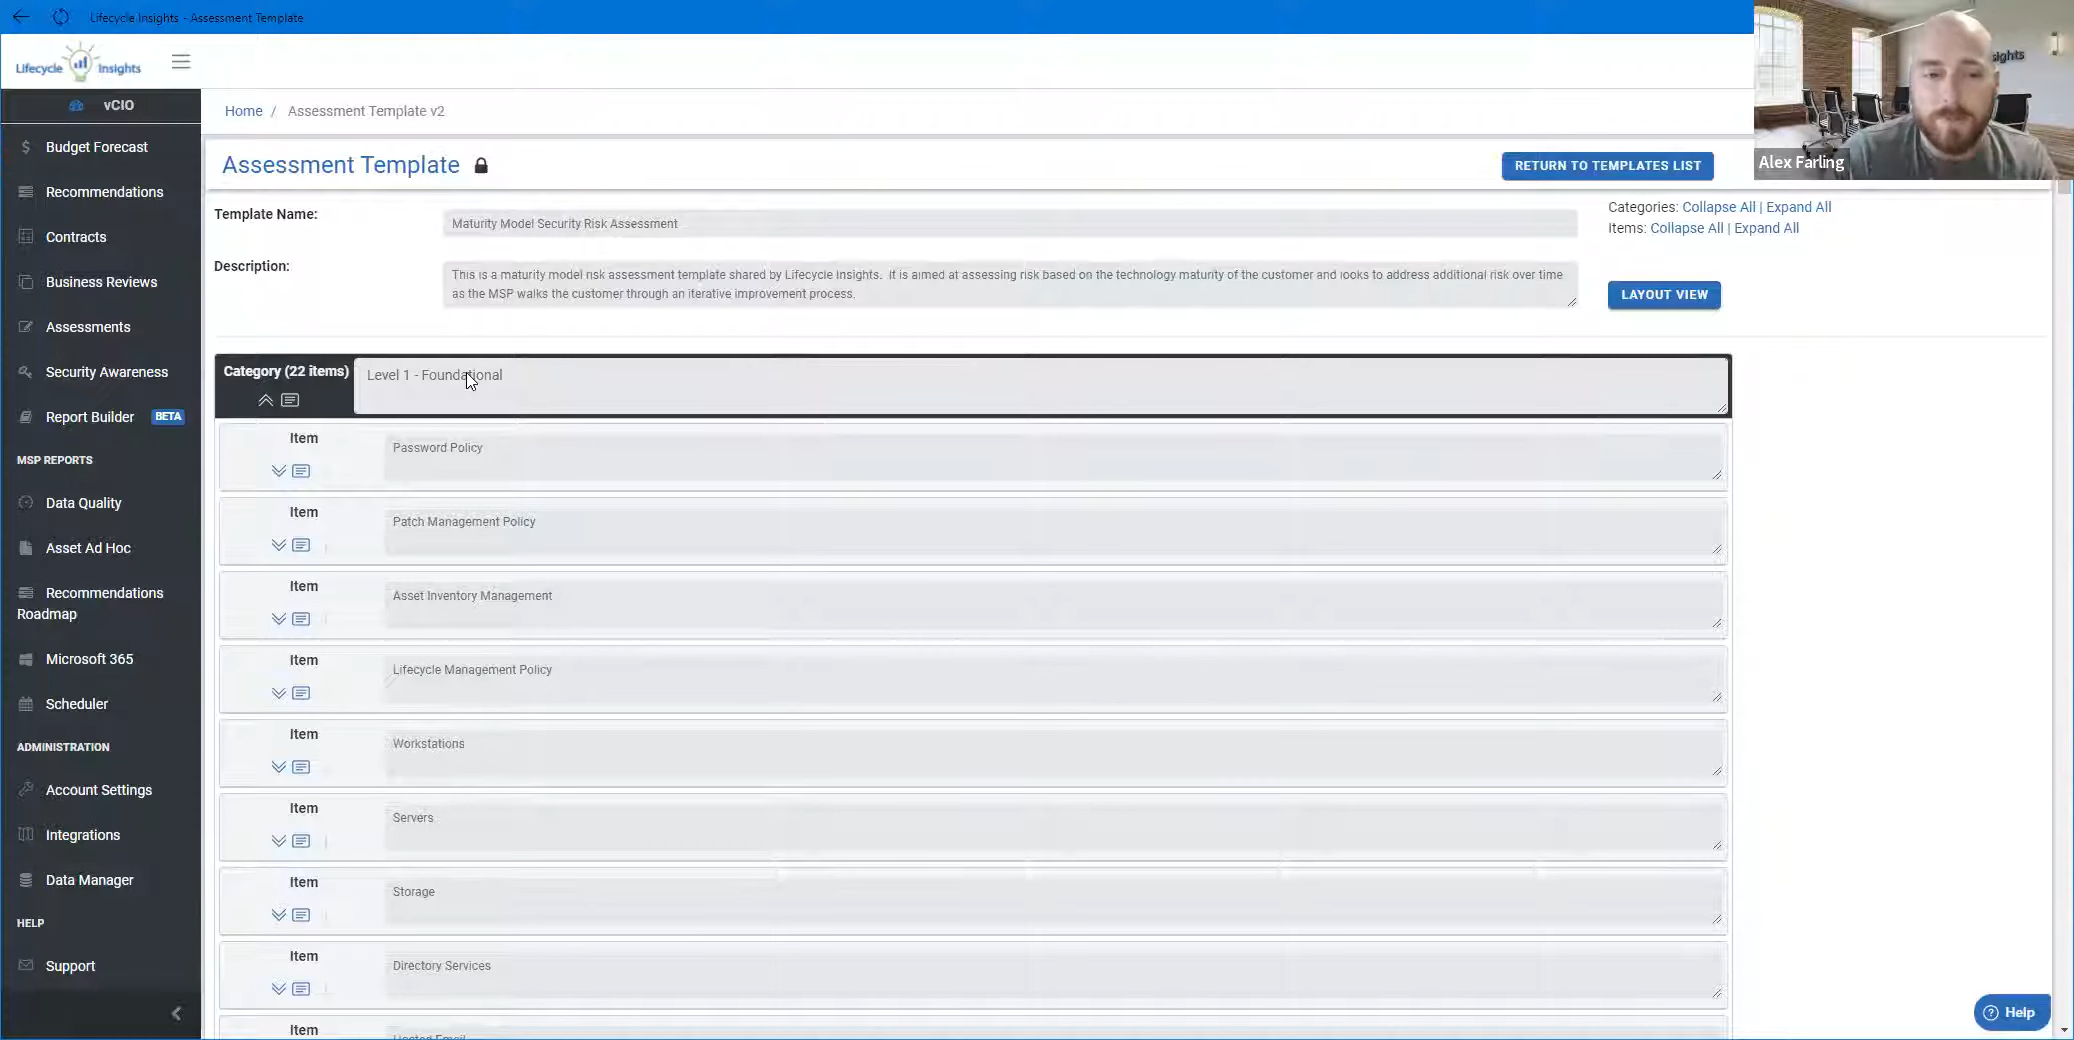 Lifecycle Insights - Assessment Template
Lifecycle Insights
vCIO
Budget Forecast
Recommendations
Contracts
Business Reviews
Assessments
Security Awareness
Report Builder BETA
MSP REPORTS
Data Quality
Asset Ad Hoc
Recommendations
Roadmap
Microsoft 365
Scheduler
ADMINISTRATION
Account Settings
Integrations
Data Manager
HELP
Support
Home / Assessment Template v2
Assessment Template
RETURN TO TEMPLATES LIST
sights
Alex Farling
Template Name:
Maturity Model Security Risk Assessment
Categories: Collapse All | Expand All
Items: Collapse All | Expand All
Description:
This is a maturity model risk assessment template shared by Lifecycle Insights. It is aimed at assessing risk based on the technology maturity of the customer and looks to address additional risk over time
as the MSP walks the customer through an iterative improvement process.
LAYOUT VIEW
Category (22 items)
Level 1 - Foundational
Item
Password Policy
Item
Patch Management Policy
Item
Asset Inventory Management
Item
Lifecycle Management Policy
Item
Workstations
Item
Servers
Item
Storage
Item
Directory Services
Item
Hosted Email
Help